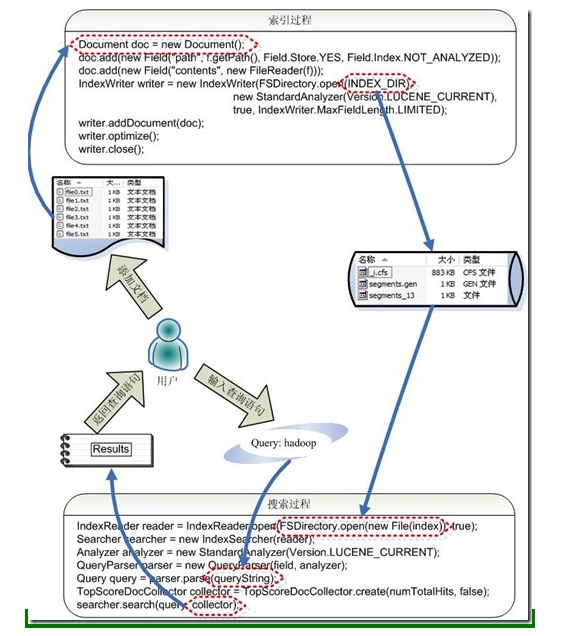 索引过程
Document doc = new Document();
doc.add(new Field("path", f.getPath(), Field.Store.YES, Field.Index.NOT_ANALYZED));
doc.add(new Field("contents", new FileReader(f)));
IndexWriter writer = new IndexWriter(FSDirectory.open(INDEX_DIR),
new StandardAnalyzer(Version.LUCENE_CURRENT),
true, IndexWriter.MaxFieldLength.LIMITED);
writer.addDocument(doc);
writer.optimize();
writer.close();
名称 大... 类型
file0.txt 1 KB 文本文档
file1.txt 1 KB 文本文档
file2.txt 1 KB 文本文档
file3.txt 1 KB 文本文档
file4.txt 1 KB 文本文档
file5.txt 1 KB 文本文档
名称 大小 类型
_i.cfs 883 KB CFS 文件
segments.gen 1 KB GEN 文件
segments_13 1 KB 文件
添加文档
用户
返回查询语句
输入查询语句
Results
Query: hadoop
搜索过程
IndexReader reader = IndexReader.open(FSDirectory.open(new File(index)), true);
Searcher searcher = new IndexSearcher(reader);
Analyzer analyzer = new StandardAnalyzer(Version.LUCENE_CURRENT);
QueryParser parser = new QueryParser(field, analyzer);
Query query = parser.parse(queryString);
TopScoreDocCollector collector = TopScoreDocCollector.create(numTotalHits, false);
searcher.search(query, collector);